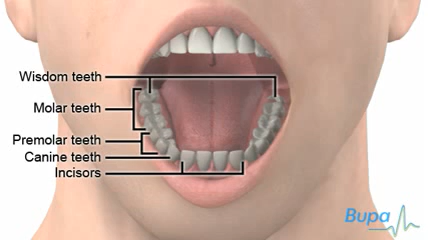 Wisdom teeth
Molar teeth
Premolar teeth
Canine teeth
Incisors
Bupa